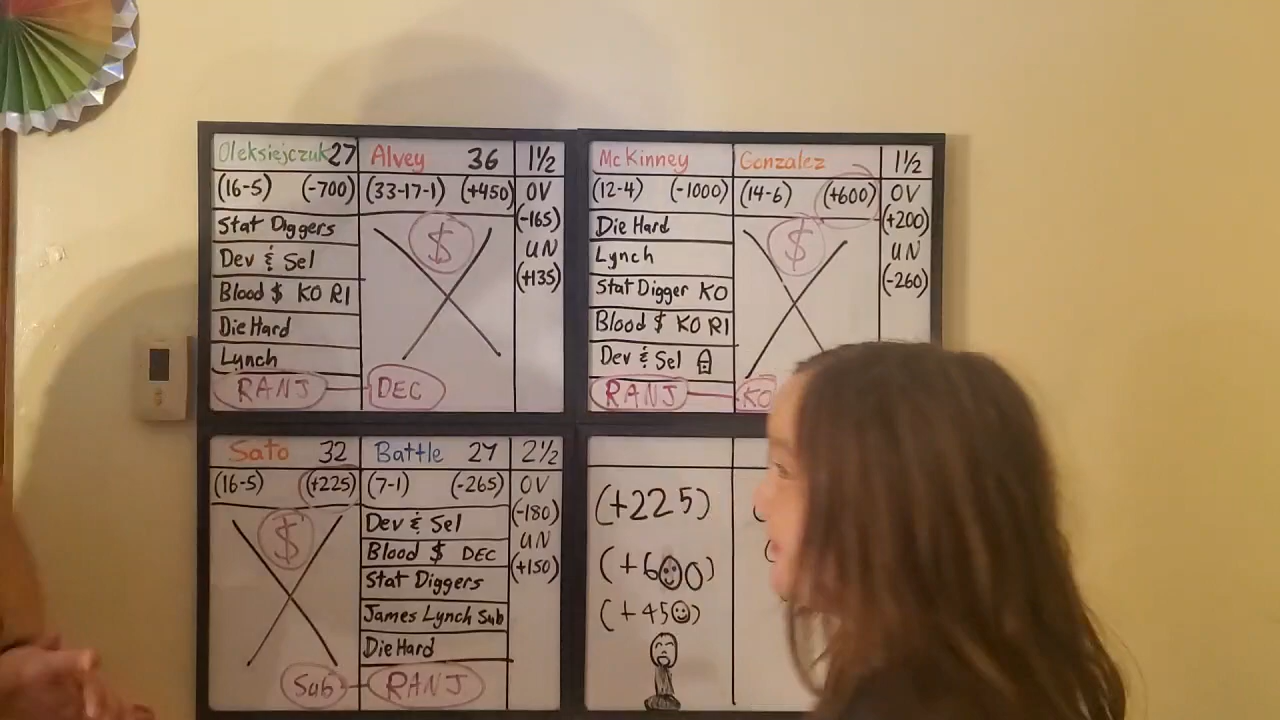 Oleksiejczuk 27 Alvey 36 1½
(16-5) (-700) (33-17-1) (+450) OV
(-165)
UN
(+135)
Stat Diggers
Dev & Sel
Blood $ KO R1
Die Hard
Lynch
$
RANJ DEC
McKinney Gonzalez 1½
(12-4) (-1000) (14-6) (+600) OV
(+200)
UN
(-260)
Die Hard
Lynch
Stat Digger KO
Blood $ KO R1
Dev & Sel
$
RANJ KO
Sato 32 Battle 27 2½
(16-5) (+225) (7-1) (-265) OV
(-180)
UN
(+150)
$
Dev & Sel
Blood $ DEC
Stat Diggers
James Lynch Sub
Die Hard
Sub RANJ
(+225)
(+600)
(+450)